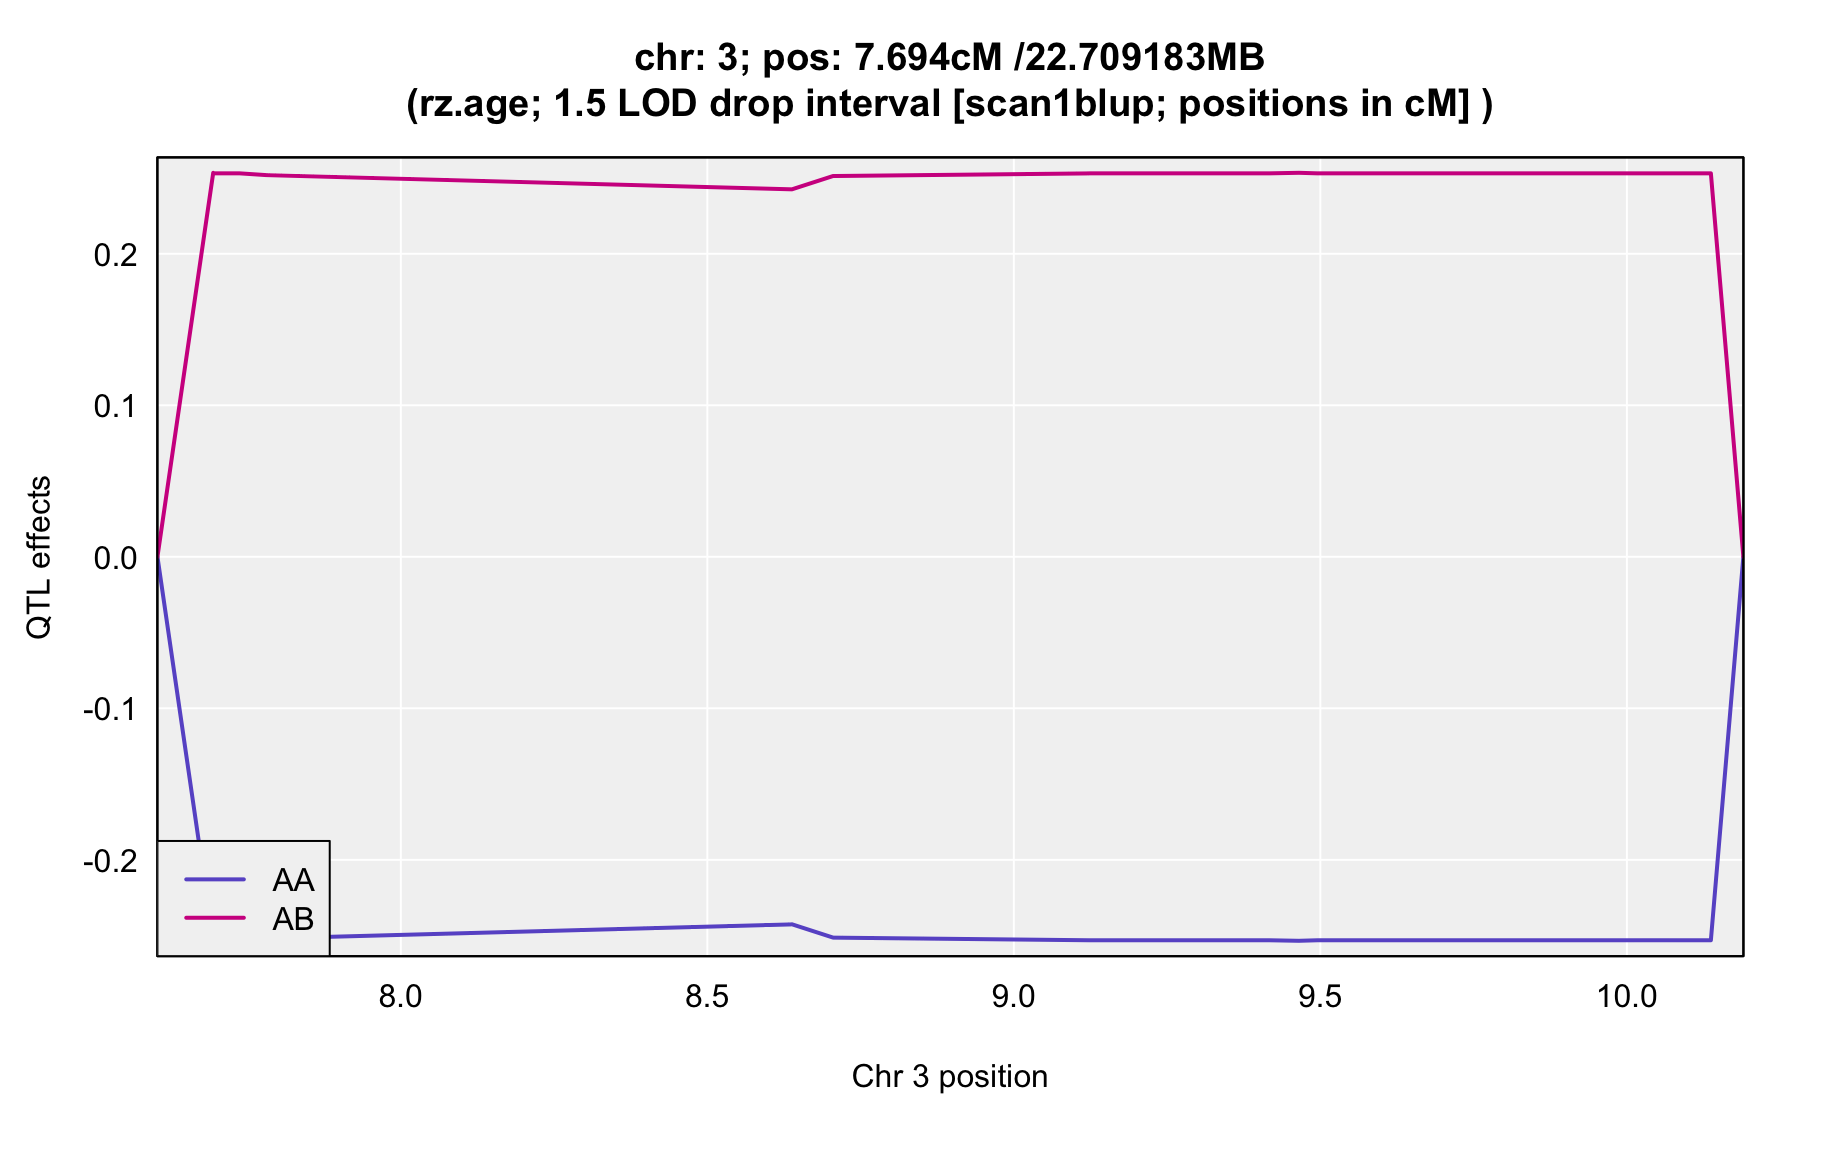 chr: 3; pos: 7.694cM /22.709183MB
(rz.age; 1.5 LOD drop interval [scan1blup; positions in cM] )
QTL effects
0.2
0.1
0.0
-0.1
-0.2
AA
AB
8.0 8.5 9.0 9.5 10.0
Chr 3 position